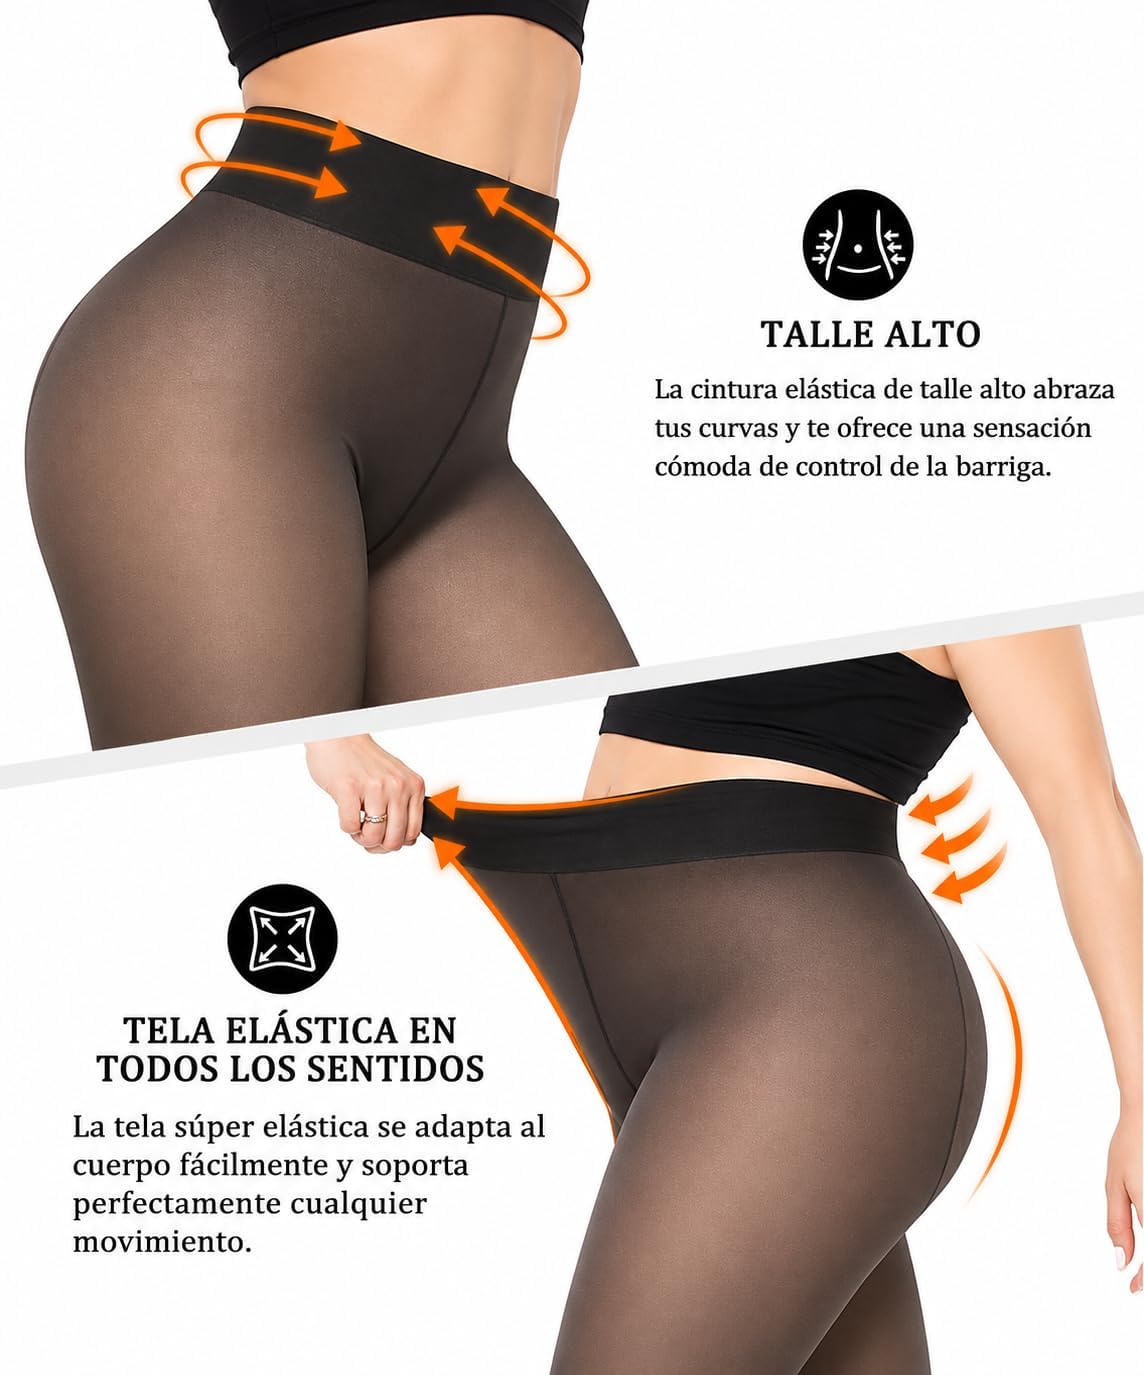 TALLE ALTO
La cintura elástica de talle alto abraza
tus curvas y te ofrece una sensación
cómoda de control de la barriga.
TELA ELÁSTICA EN
TODOS LOS SENTIDOS
La tela súper elástica se adapta al
cuerpo fácilmente y soporta
perfectamente cualquier
movimiento.